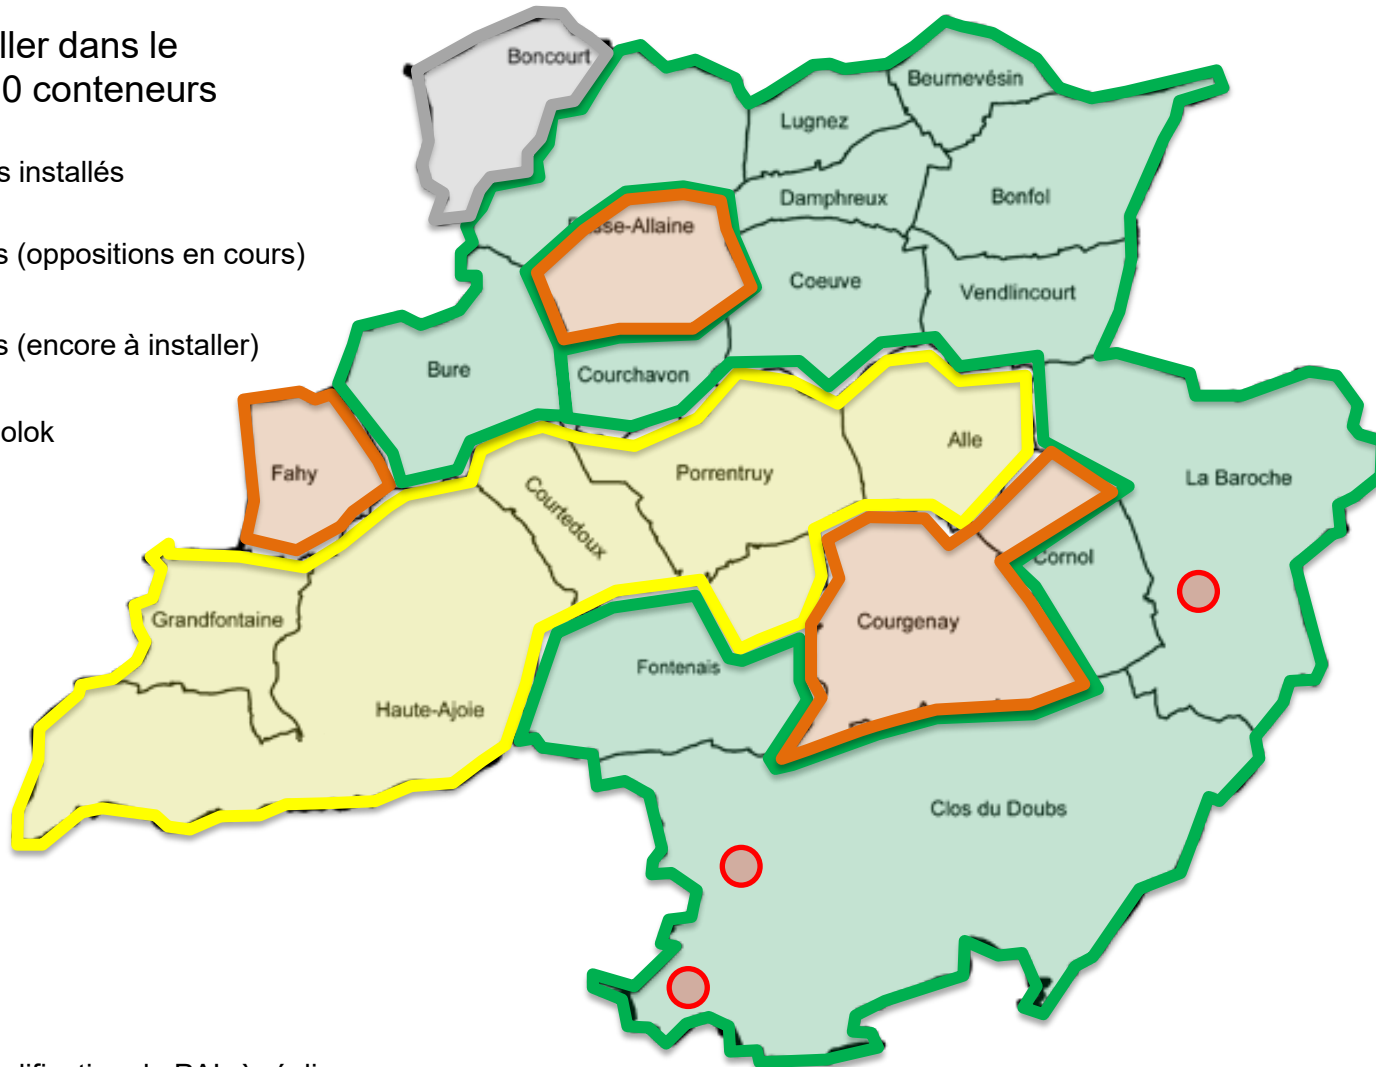 ller dans le
0 conteneurs
s installés
s (oppositions en cours)
s (encore à installer)
olok
Boncourt
Beurnevésin
Lugnez
Damphreux
Bonfol
sse-Allaine
Coeuve
Vendlincourt
Bure
Courchavon
Alle
Fahy
Porrentruy
La Baroche
Courtedoux
Cornol
Grandfontaine
Courgenay
Fontenais
Haute-Ajoie
Clos du Doubs